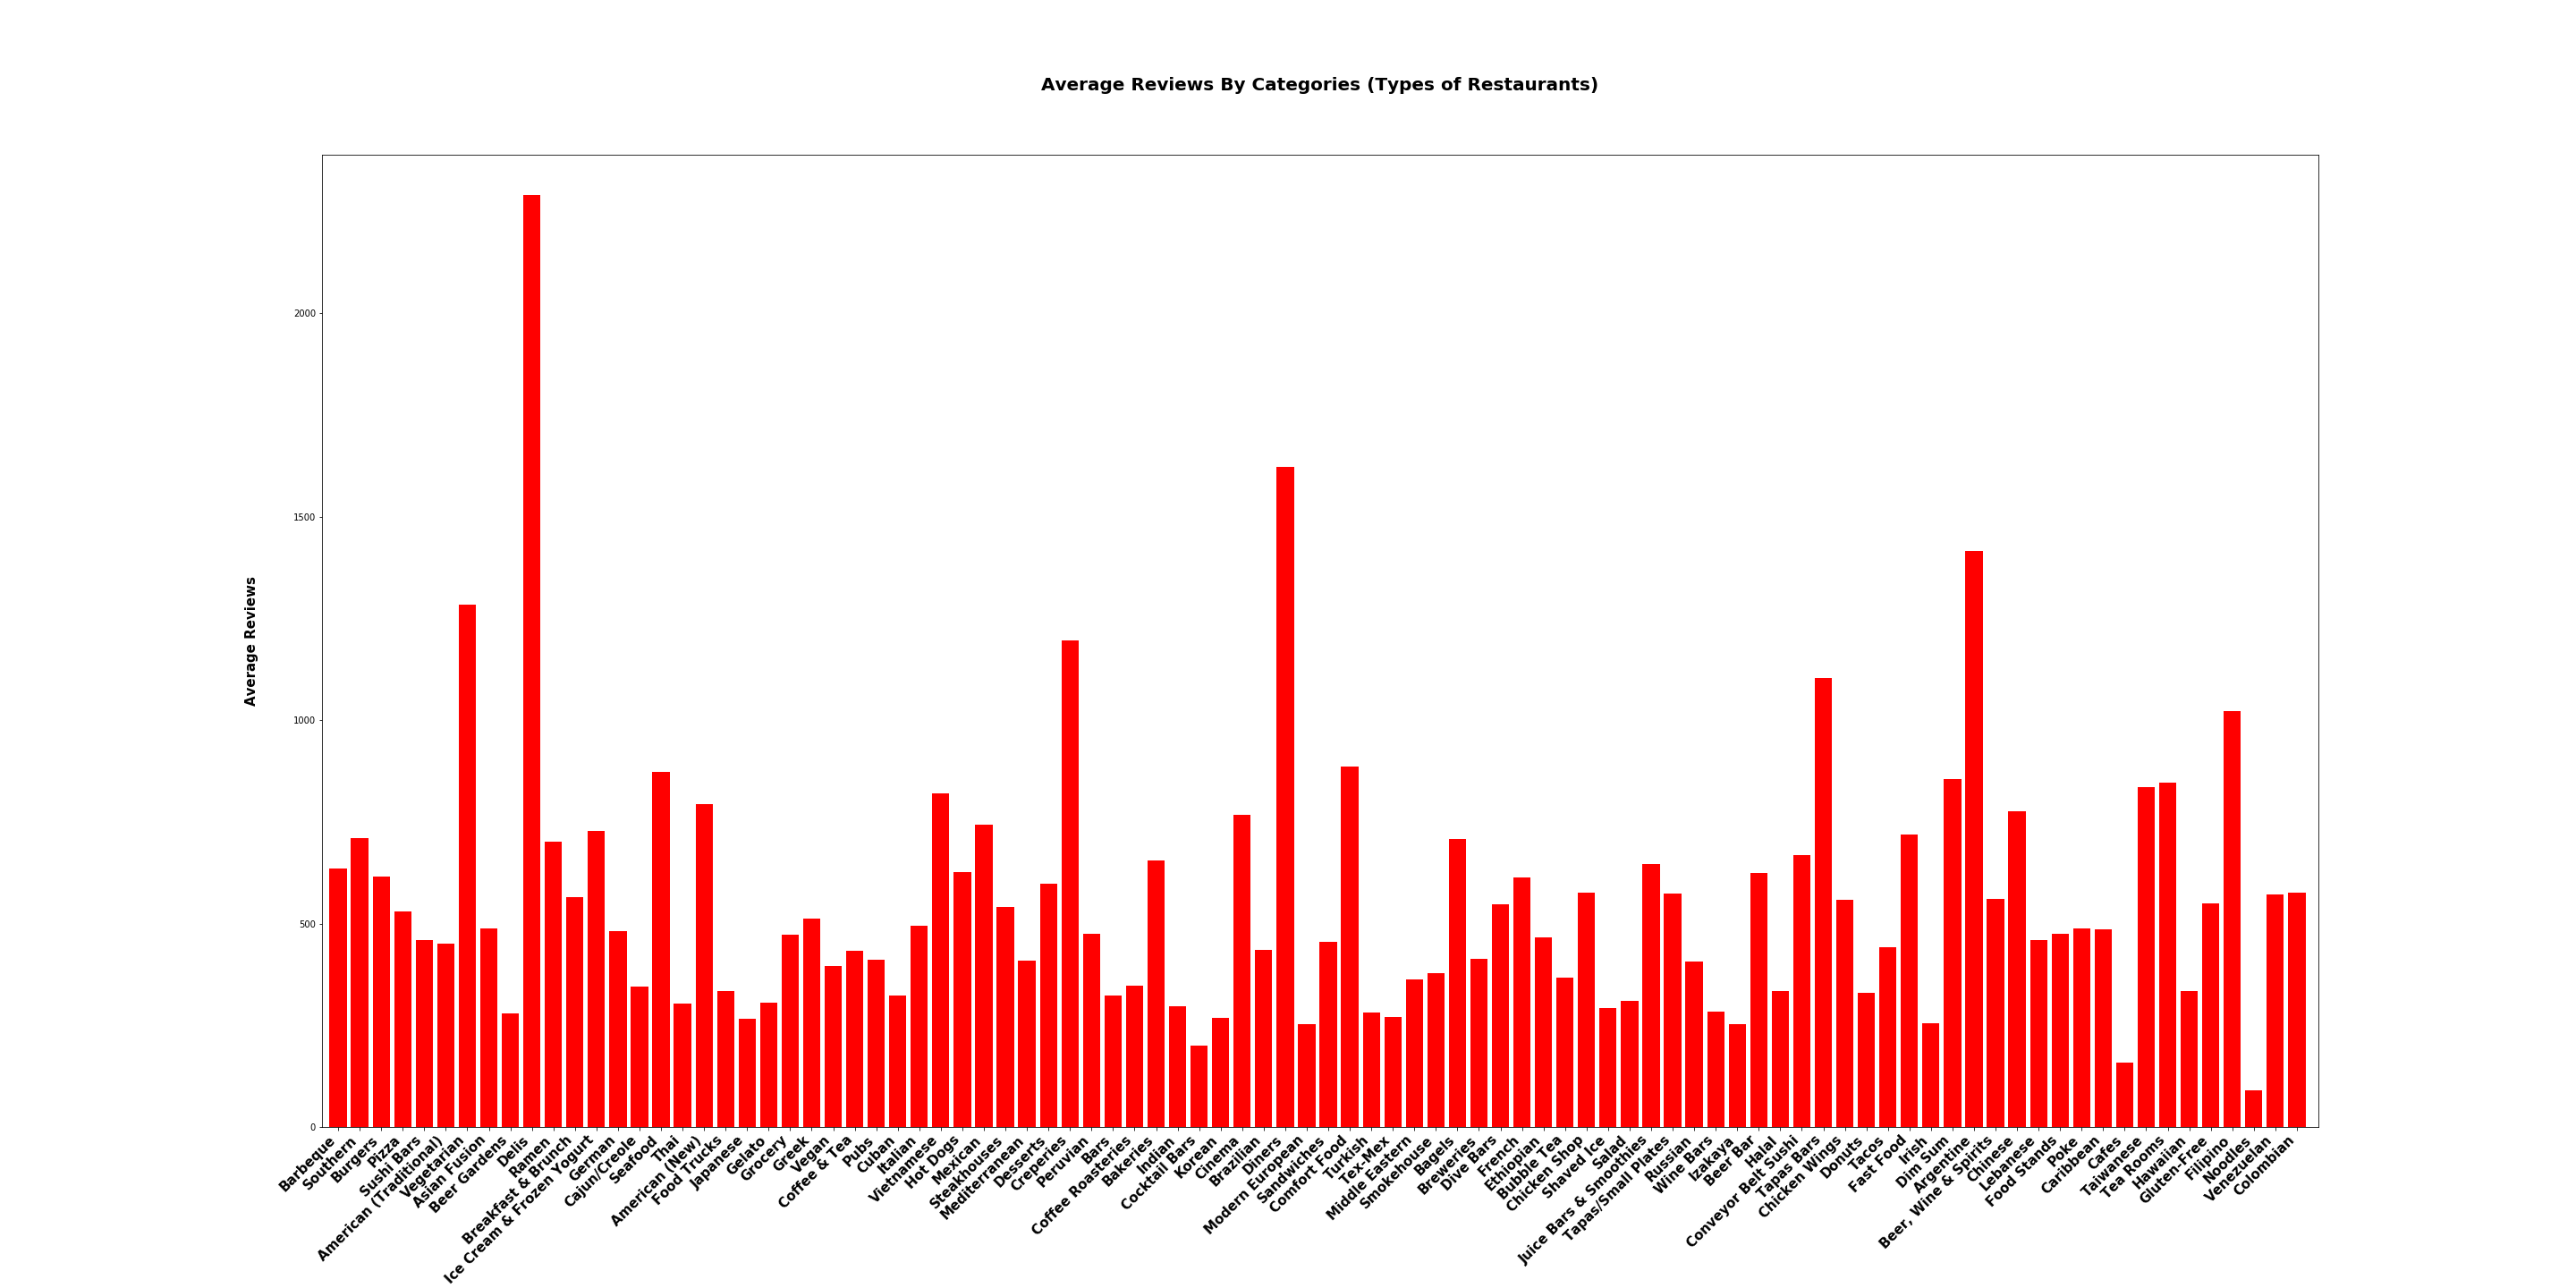 Average Reviews By Categories (Types of Restaurants)
Average Reviews
2000
1500
1000
500
0
Barbeque
Southern
Burgers
Pizza
Sushi Bars
American (Traditional)
Vegetarian
Asian Fusion
Beer Gardens
Delis
Ramen
Breakfast & Brunch
Ice Cream & Frozen Yogurt
German
Cajun/Creole
Seafood
Thai
American (New)
Food Trucks
Japanese
Gelato
Grocery
Greek
Vegan
Coffee & Tea
Pubs
Cuban
Italian
Vietnamese
Hot Dogs
Mexican
Steakhouses
Mediterranean
Desserts
Creperies
Peruvian
Bars
Coffee Roasteries
Bakeries
Indian
Cocktail Bars
Korean
Cinema
Brazilian
Diners
Modern European
Sandwiches
Comfort Food
Turkish
Tex-Mex
Middle Eastern
Smokehouse
Bagels
Breweries
Dive Bars
French
Ethiopian
Bubble Tea
Chicken Shop
Shaved Ice
Salad
Juice Bars & Smoothies
Tapas/Small Plates
Russian
Wine Bars
Izakaya
Beer Bar
Halal
Conveyor Belt Sushi
Tapas Bars
Chicken Wings
Donuts
Tacos
Fast Food
Irish
Dim Sum
Argentine
Beer, Wine & Spirits
Chinese
Lebanese
Food Stands
Poke
Caribbean
Cafes
Taiwanese
Tea Rooms
Hawaiian
Gluten-Free
Filipino
Noodles
Venezuelan
Colombian